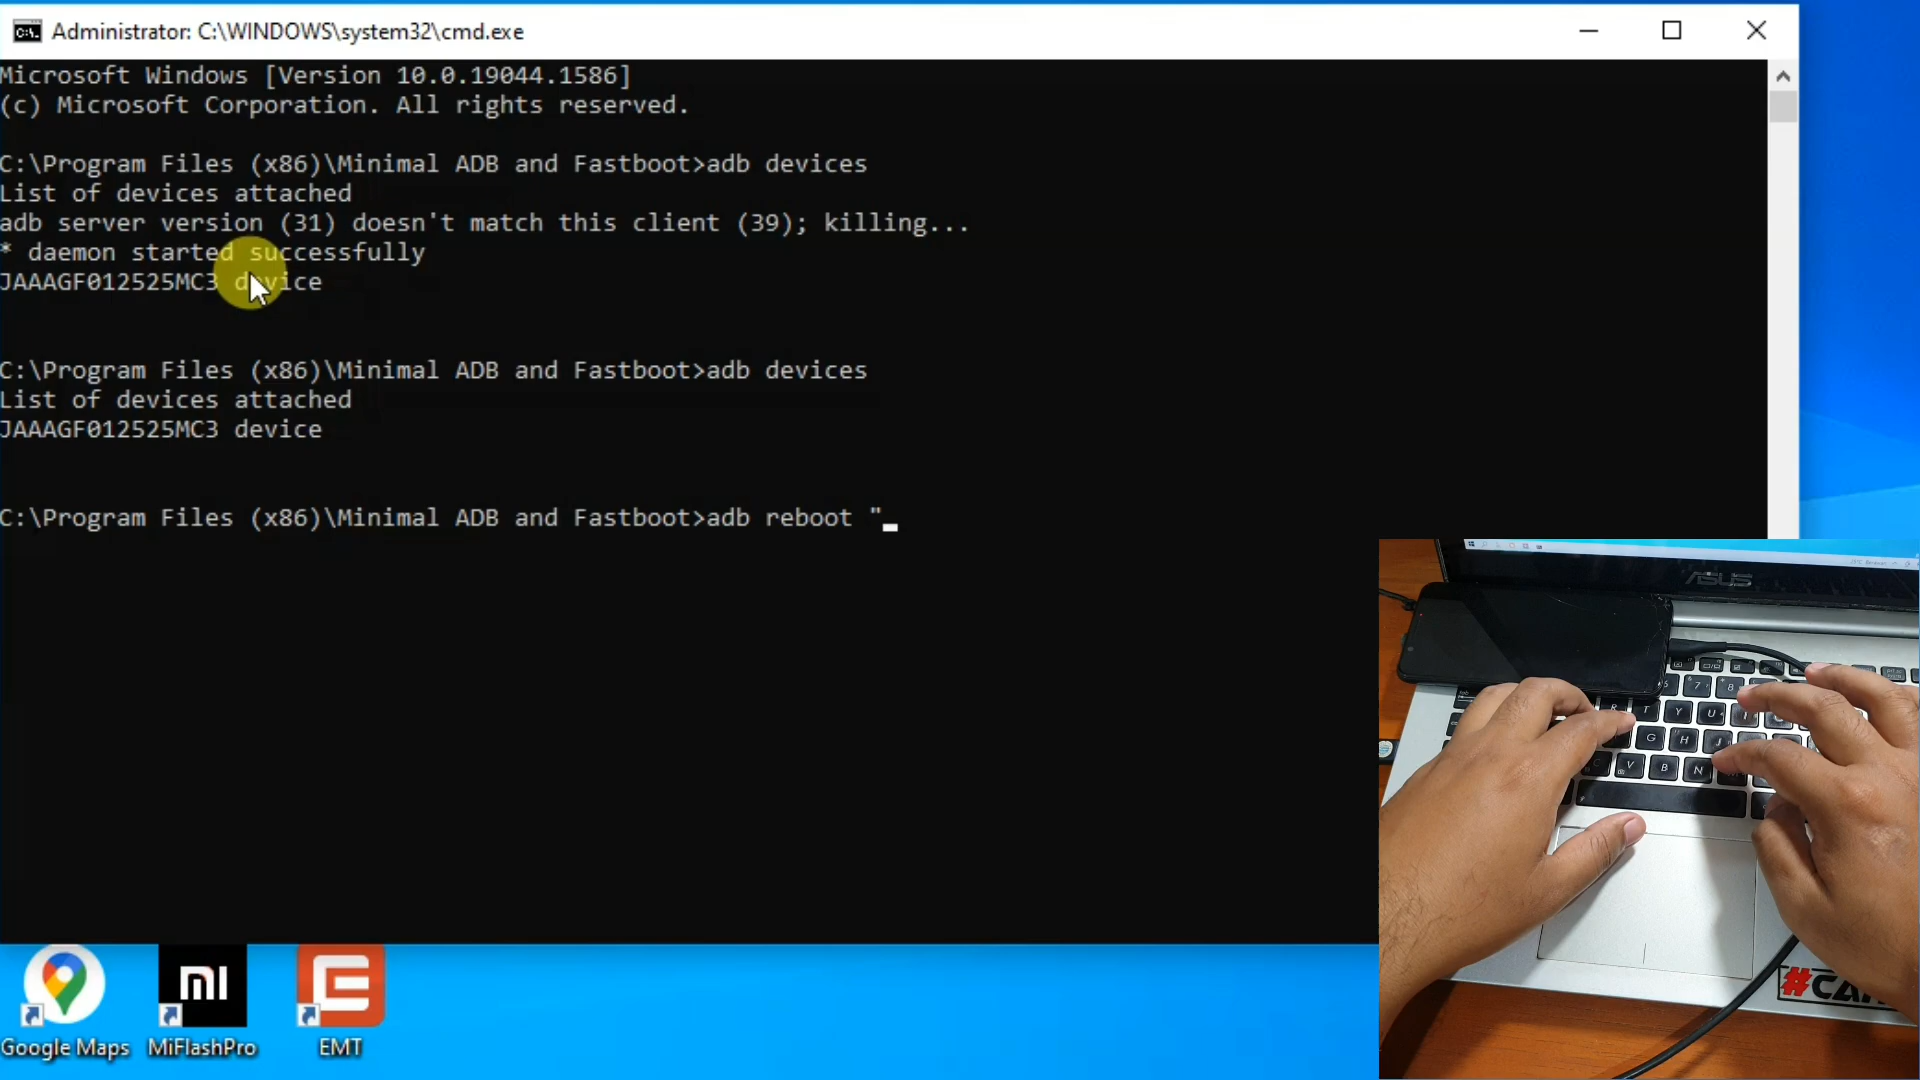 Administrator: C:\WINDOWS\system32\cmd.exe
Microsoft Windows [Version 10.0.19044.1586]
(c) Microsoft Corporation. All rights reserved.
C:\Program Files (x86)\Minimal ADB and Fastboot>adb devices
List of devices attached
adb server version (31) doesn't match this client (39); killing...
* daemon started successfully
JAAAGF012525MC3 device
C:\Program Files (x86)\Minimal ADB and Fastboot>adb devices
List of devices attached
JAAAGF012525MC3 device
C:\Program Files (x86)\Minimal ADB and Fastboot>adb reboot "
ASUS
7 8
R T Y U
G H J
V B N
Google Maps
MiFlashPro
EMT